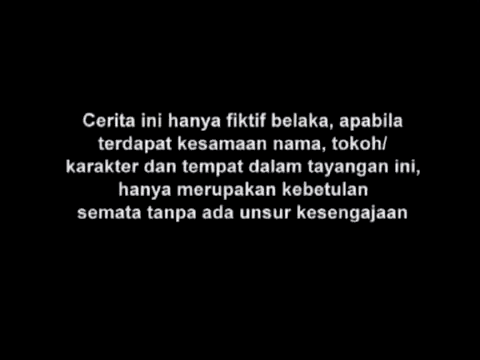 Cerita ini hanya fiktif belaka, apabila
terdapat kesamaan nama, tokoh/
karakter dan tempat dalam tayangan ini,
hanya merupakan kebetulan
semata tanpa ada unsur kesengajaan